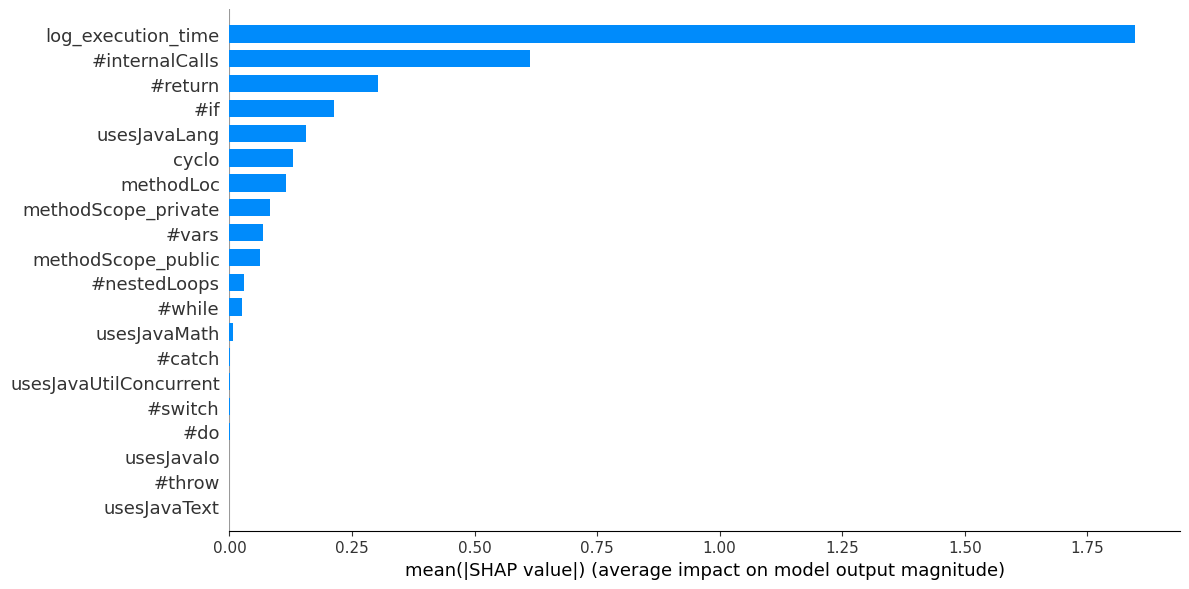 log_execution_time
#internalCalls
#return
#if
usesJavaLang
cyclo
methodLoc
methodScope_private
#vars
methodScope_public
#nestedLoops
#while
usesJavaMath
#catch
usesJavaUtilConcurrent
#switch
#do
usesJavaIo
#throw
usesJavaText
0.00 0.25 0.50 0.75 1.00 1.25 1.50 1.75
mean(|SHAP value|) (average impact on model output magnitude)